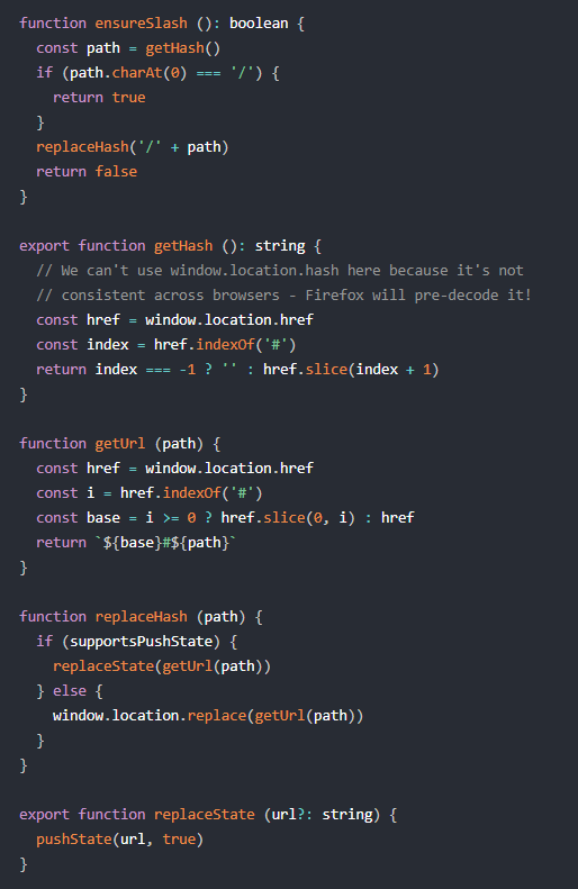 function ensureSlash (): boolean {
  const path = getHash()
  if (path.charAt(0) === '/') {
    return true
  }
  replaceHash('/' + path)
  return false
}

export function getHash (): string {
  // We can't use window.location.hash here because it's not
  // consistent across browsers - Firefox will pre-decode it!
  const href = window.location.href
  const index = href.indexOf('#')
  return index === -1 ? '' : href.slice(index + 1)
}

function getUrl (path) {
  const href = window.location.href
  const i = href.indexOf('#')
  const base = i >= 0 ? href.slice(0, i) : href
  return `${base}#${path}`
}

function replaceHash (path) {
  if (supportsPushState) {
    replaceState(getUrl(path))
  } else {
    window.location.replace(getUrl(path))
  }
}

export function replaceState (url?: string) {
  pushState(url, true)
}